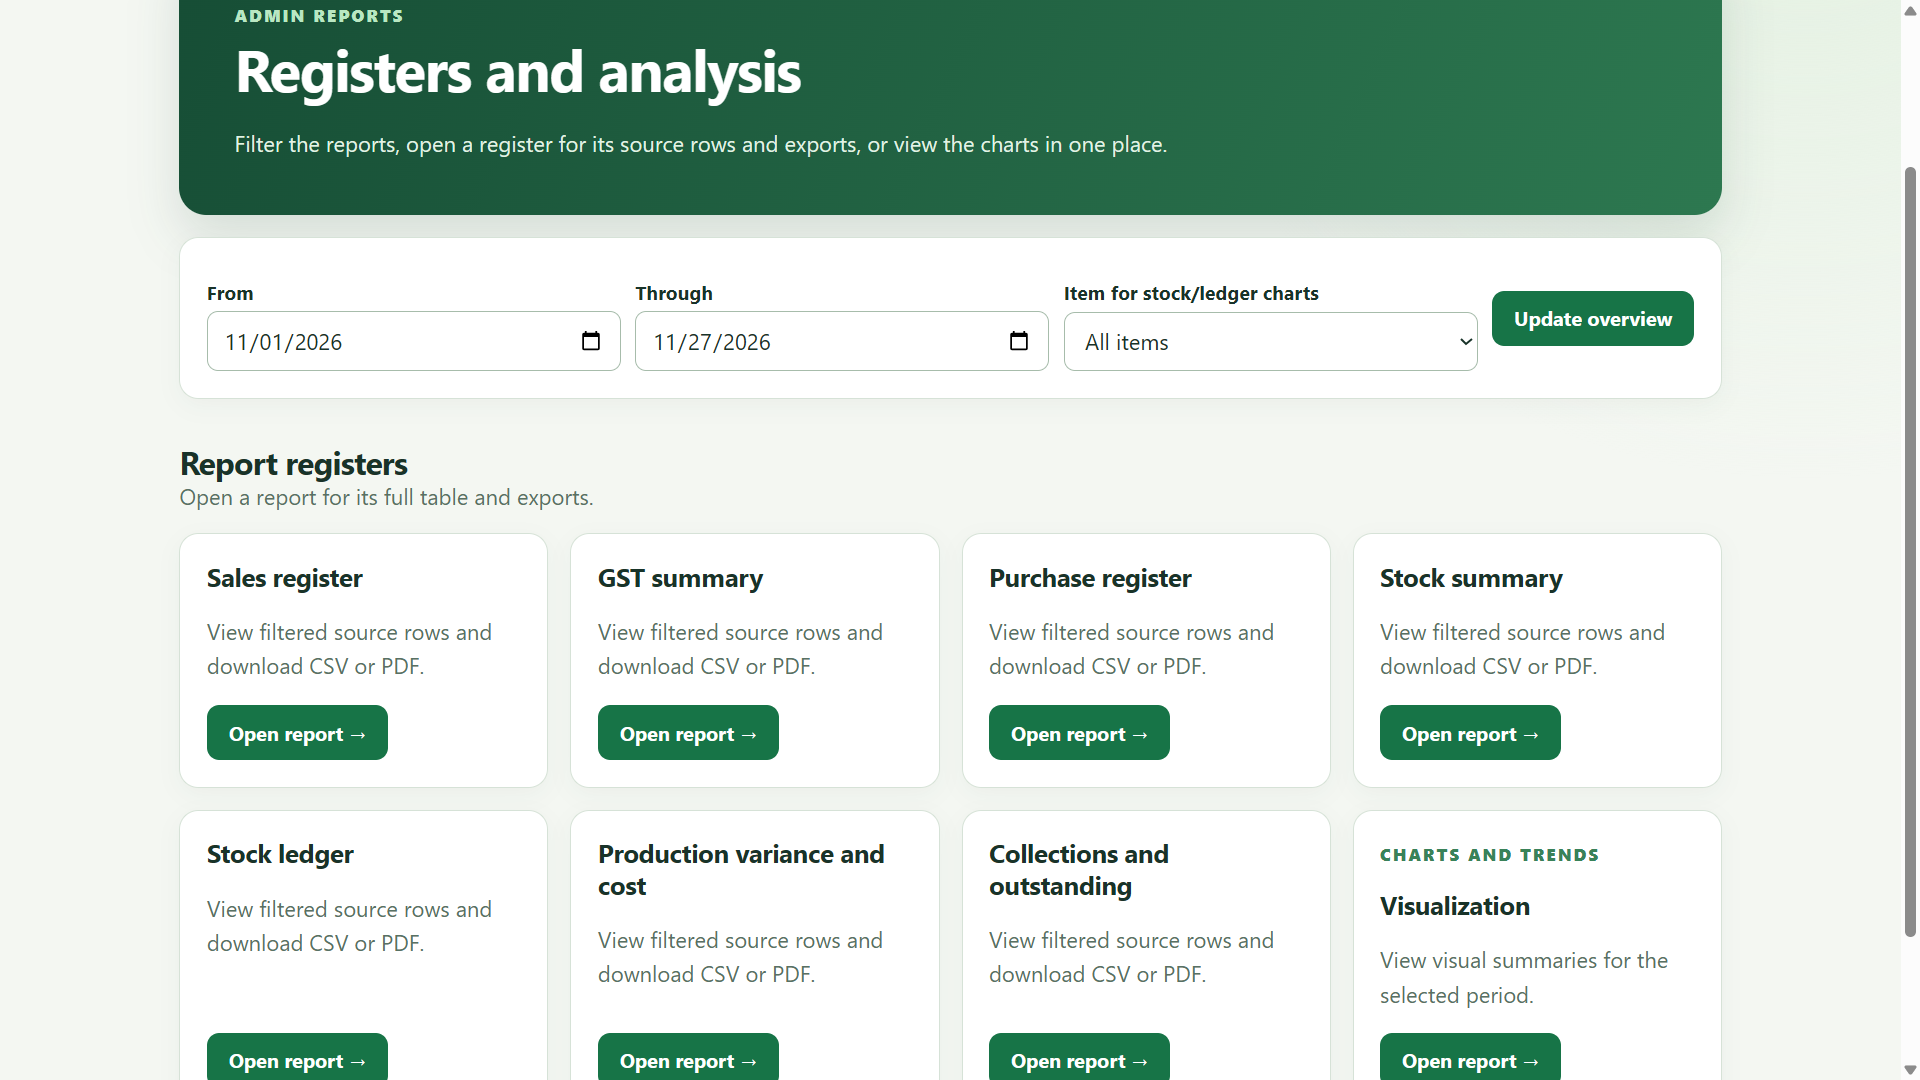 ADMIN REPORTS
Registers and analysis
Filter the reports, open a register for its source rows and exports, or view the charts in one place.
From
11/01/2026
Through
11/27/2026
Item for stock/ledger charts
All items
Update overview
Report registers
Open a report for its full table and exports.
Sales register
View filtered source rows and
download CSV or PDF.
Open report →
GST summary
View filtered source rows and
download CSV or PDF.
Open report →
Purchase register
View filtered source rows and
download CSV or PDF.
Open report →
Stock summary
View filtered source rows and
download CSV or PDF.
Open report →
Stock ledger
View filtered source rows and
download CSV or PDF.
Open report →
Production variance and
cost
View filtered source rows and
download CSV or PDF.
Open report →
Collections and
outstanding
View filtered source rows and
download CSV or PDF.
Open report →
CHARTS AND TRENDS
Visualization
View visual summaries for the
selected period.
Open report →